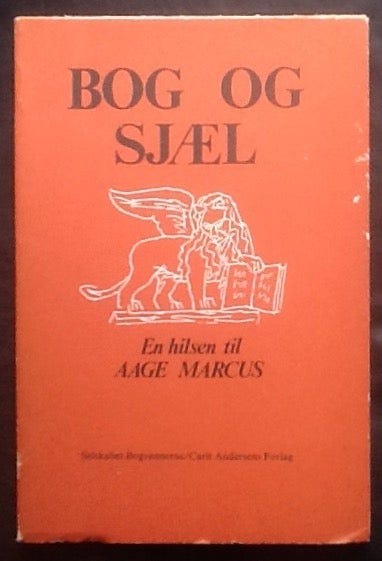 BOG OG
SJÆL
En hilsen til
AAGE MARCUS
Selskabet Bogvennerne/Carit Andersens Forlag